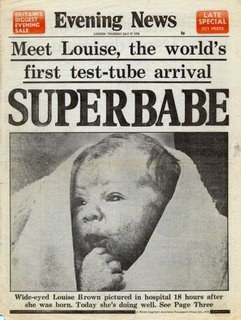 BRITAIN'S
BIGGEST
EVENING
SALE
Evening News
LATE
SPECIAL
LONDON: THURSDAY JULY 27 1978
Meet Louise, the world's
first test-tube arrival
SUPERBABE
Wide-eyed Louise Brown pictured in hospital 18 hours after
she was born. Today she's doing well. See Page Three